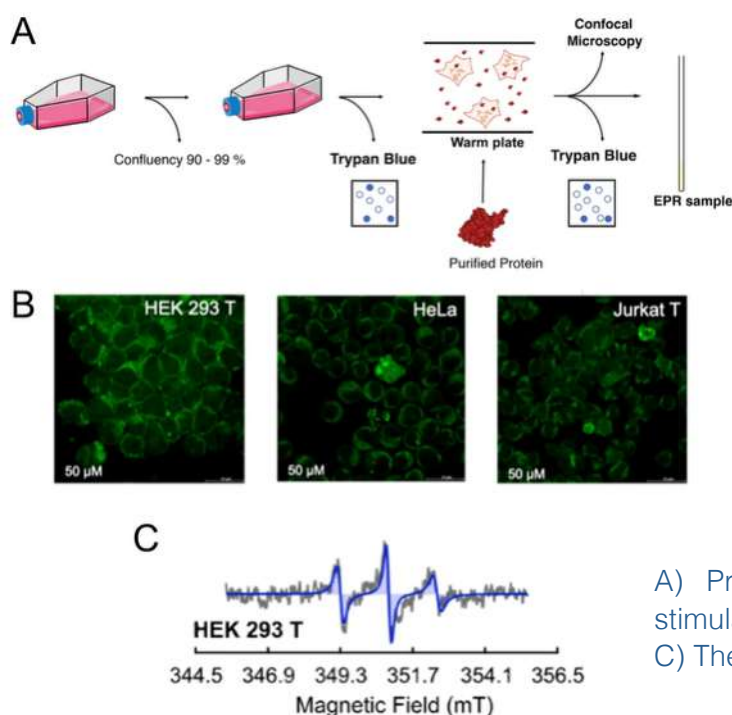 A
Confluency 90 - 99 %
Trypan Blue
Warm plate
Purified Protein
Confocal
Microscopy
Trypan Blue
EPR sample
B
HEK 293 T
50 µM
HeLa
50 µM
Jurkat T
50 µM
C
HEK 293 T
344.5 346.9 349.3 351.7 354.1 356.5
Magnetic Field (mT)
A) Pr
stimul
C) The